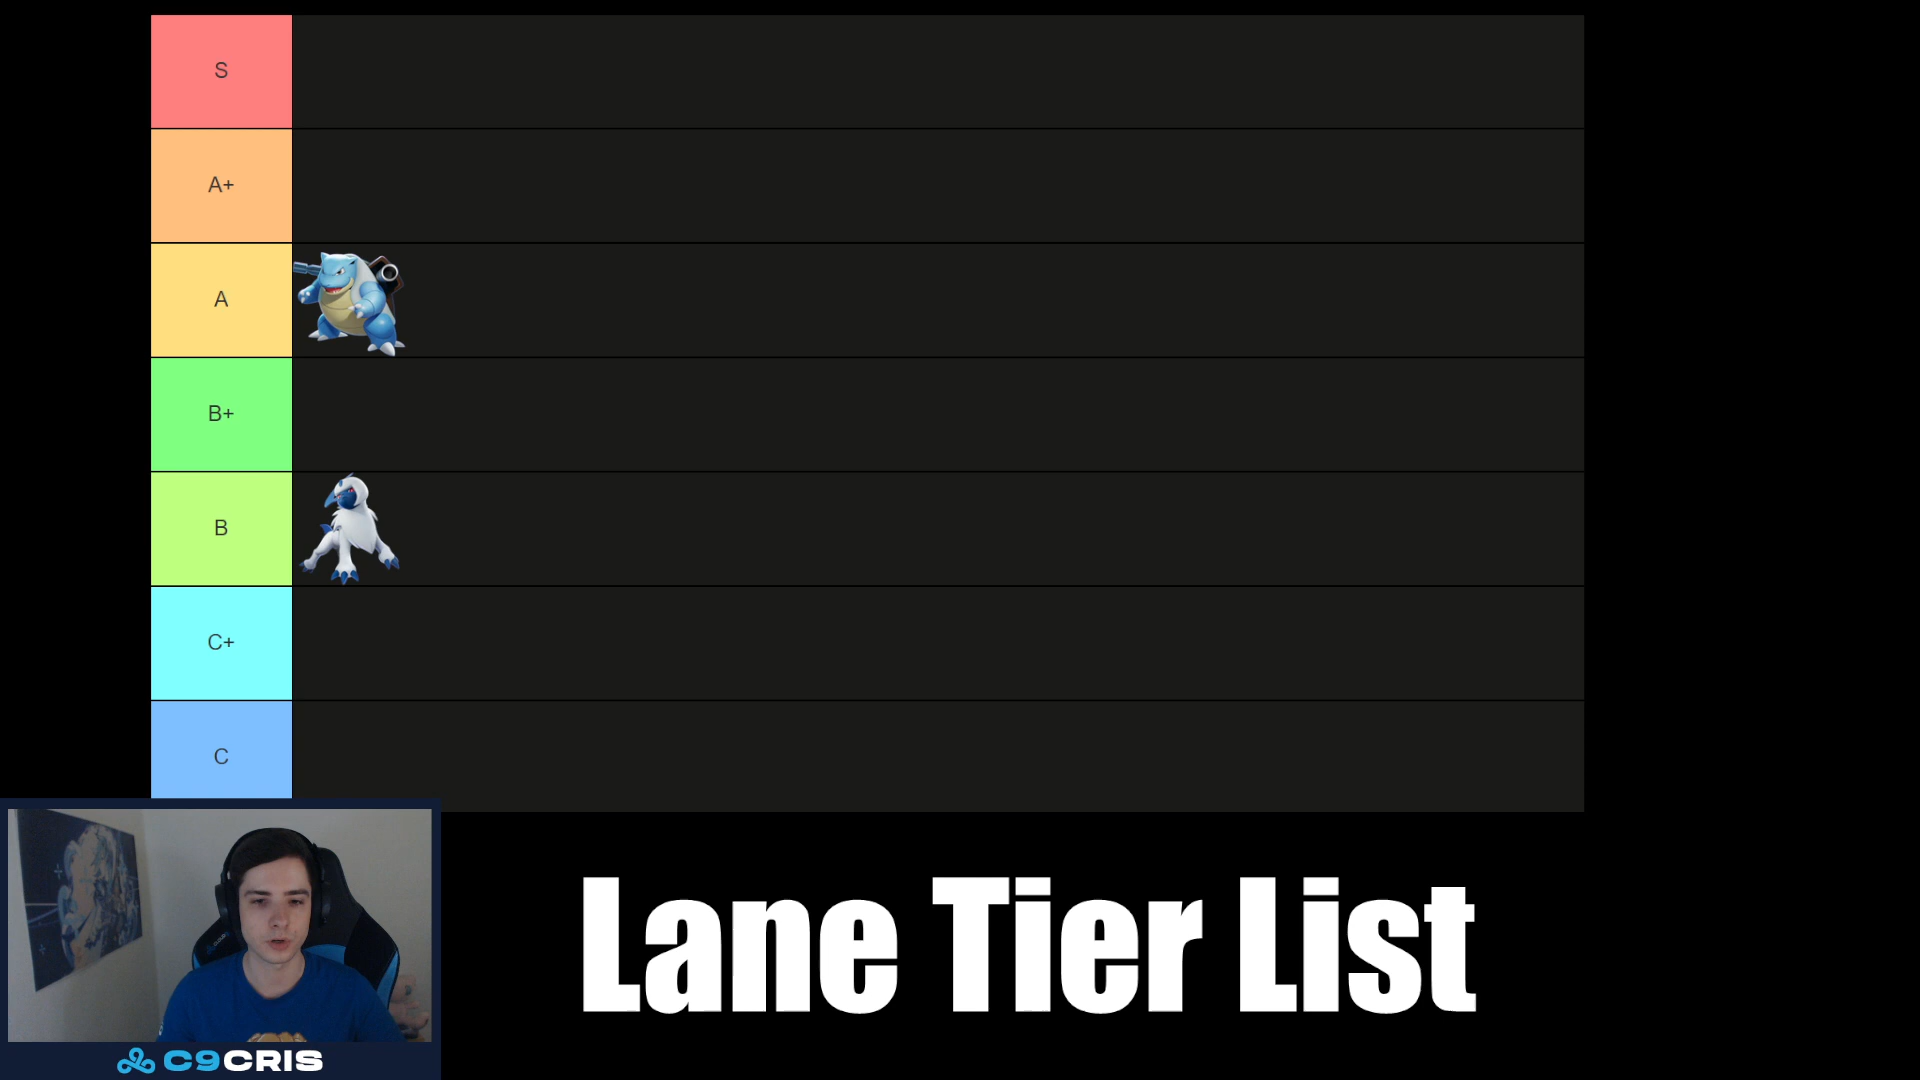 S
A+
A
B+
B
C+
C
Lane Tier List
C9CRIS